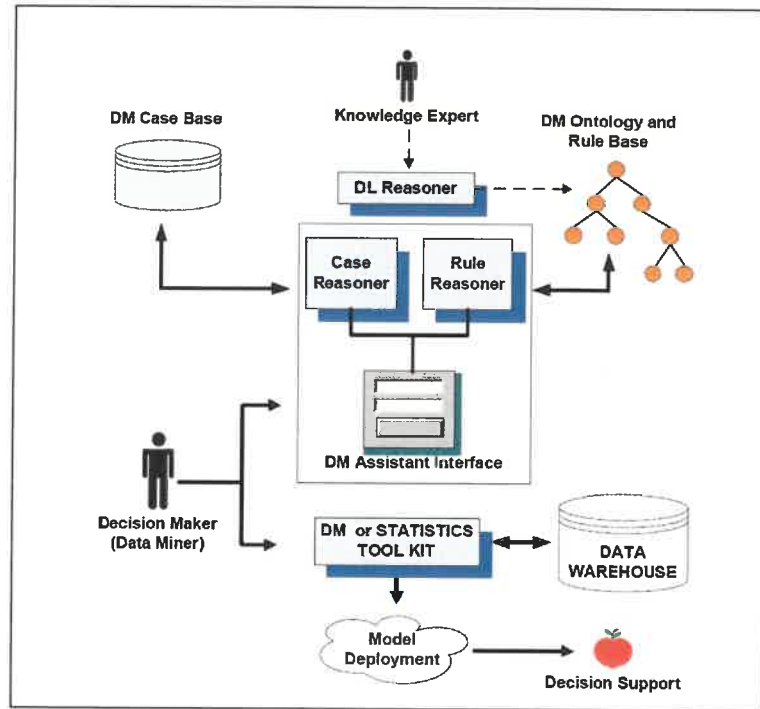 Knowledge Expert
DM Case Base
DM Ontology and
Rule Base
DL Reasoner
Case
Reasoner
Rule
Reasoner
DM Assistant Interface
Decision Maker
(Data Miner)
DM or STATISTICS
TOOL KIT
DATA
WAREHOUSE
Model
Deployment
Decision Support